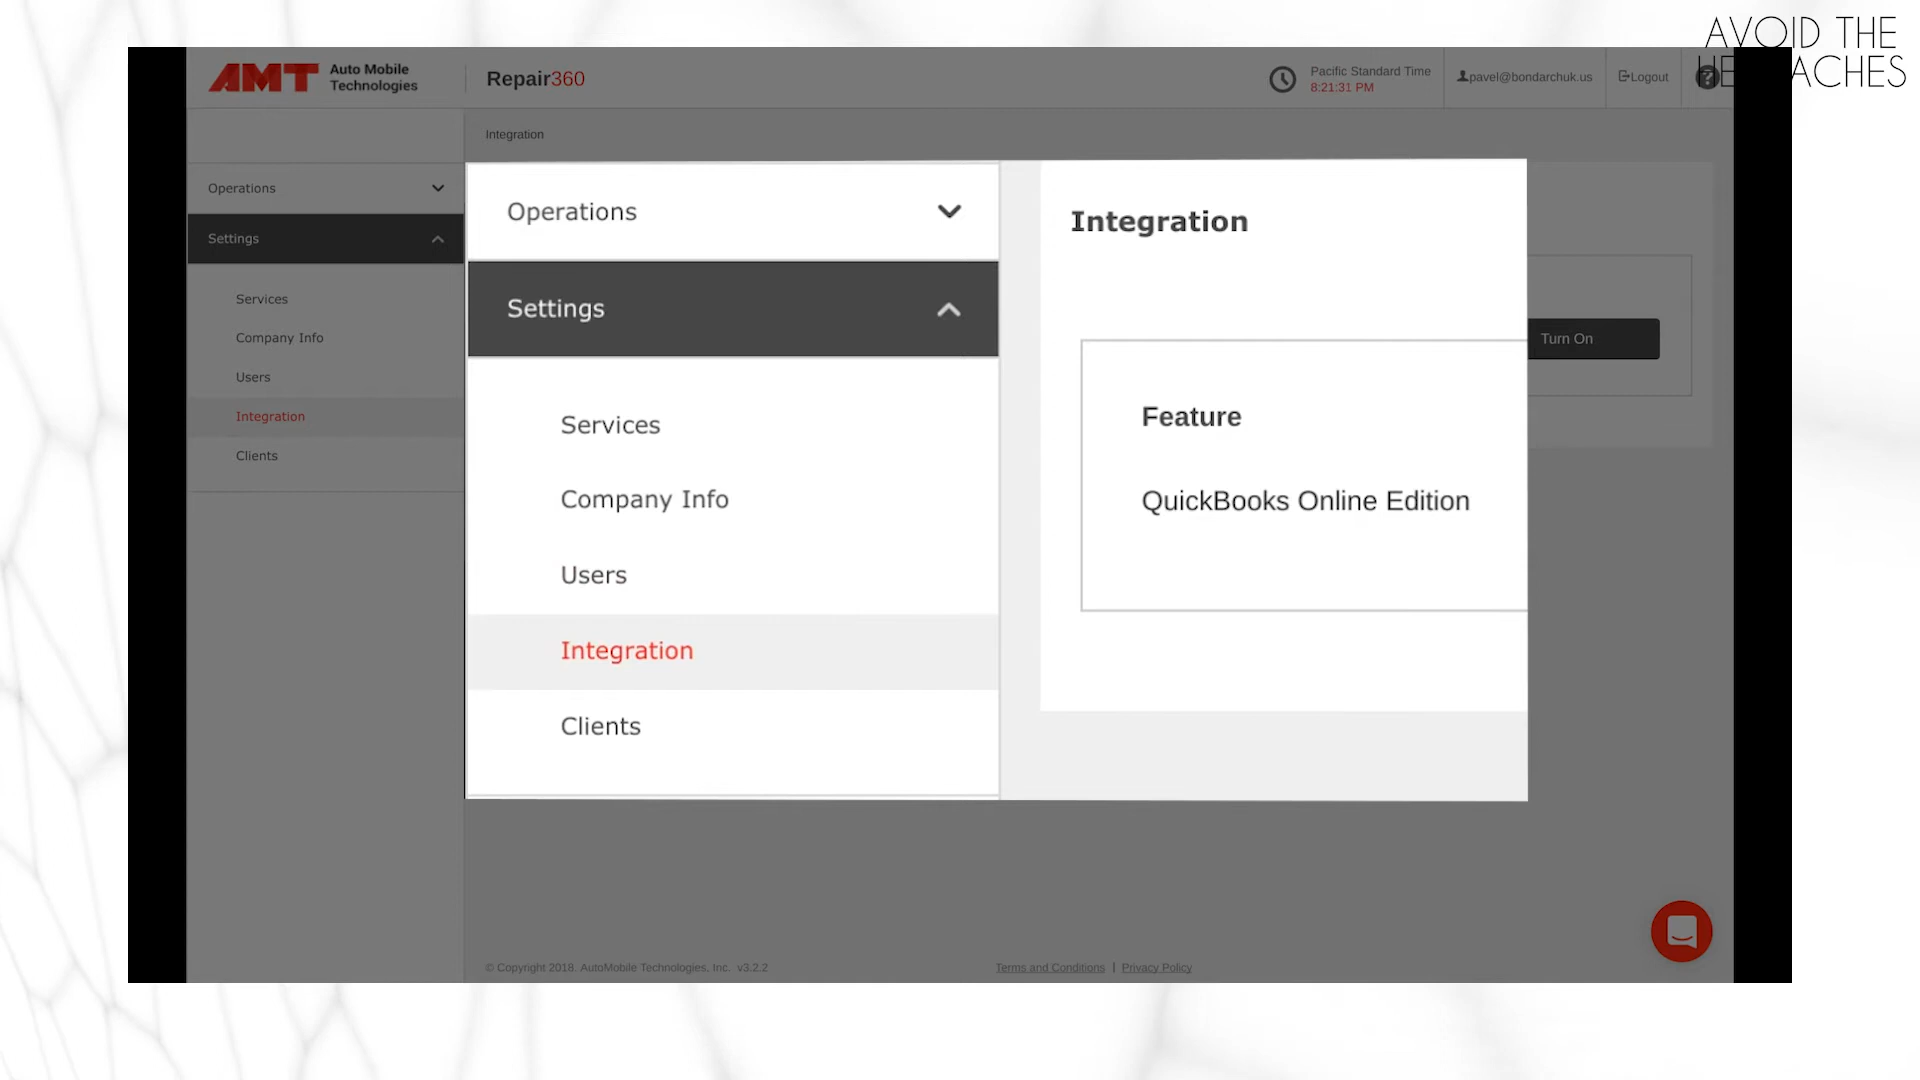 AVOID THE
HEADACHES
AMT Auto Mobile Technologies
Repair360
Pacific Standard Time
8:21:31 PM
pavel@bondarchuk.us
Logout
?
Integration
Operations
Settings
Services
Company Info
Users
Integration
Clients
Operations
Settings
Services
Company Info
Users
Integration
Clients
Integration
Feature
QuickBooks Online Edition
Turn On
© Copyright 2018. AutoMobile Technologies, Inc. v3.2.2
Terms and Conditions | Privacy Policy